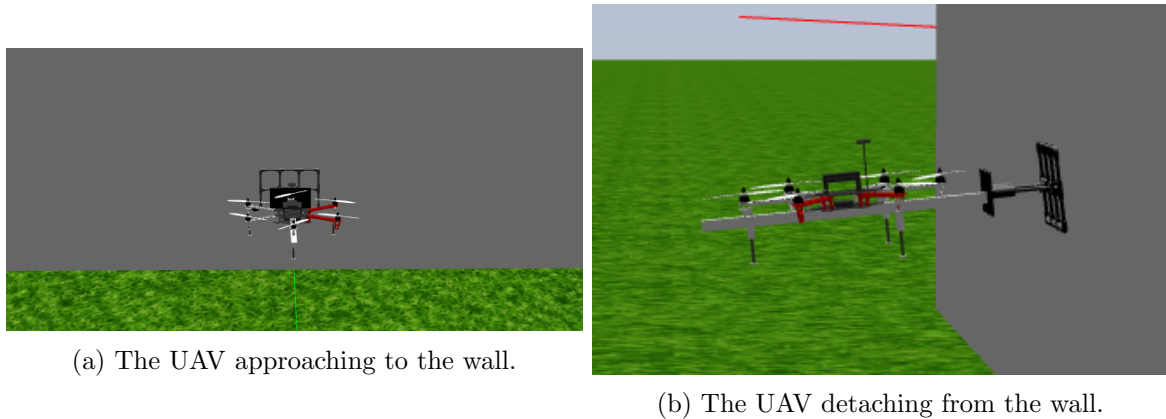 (a) The UAV approaching to the wall.
(b) The UAV detaching from the wall.